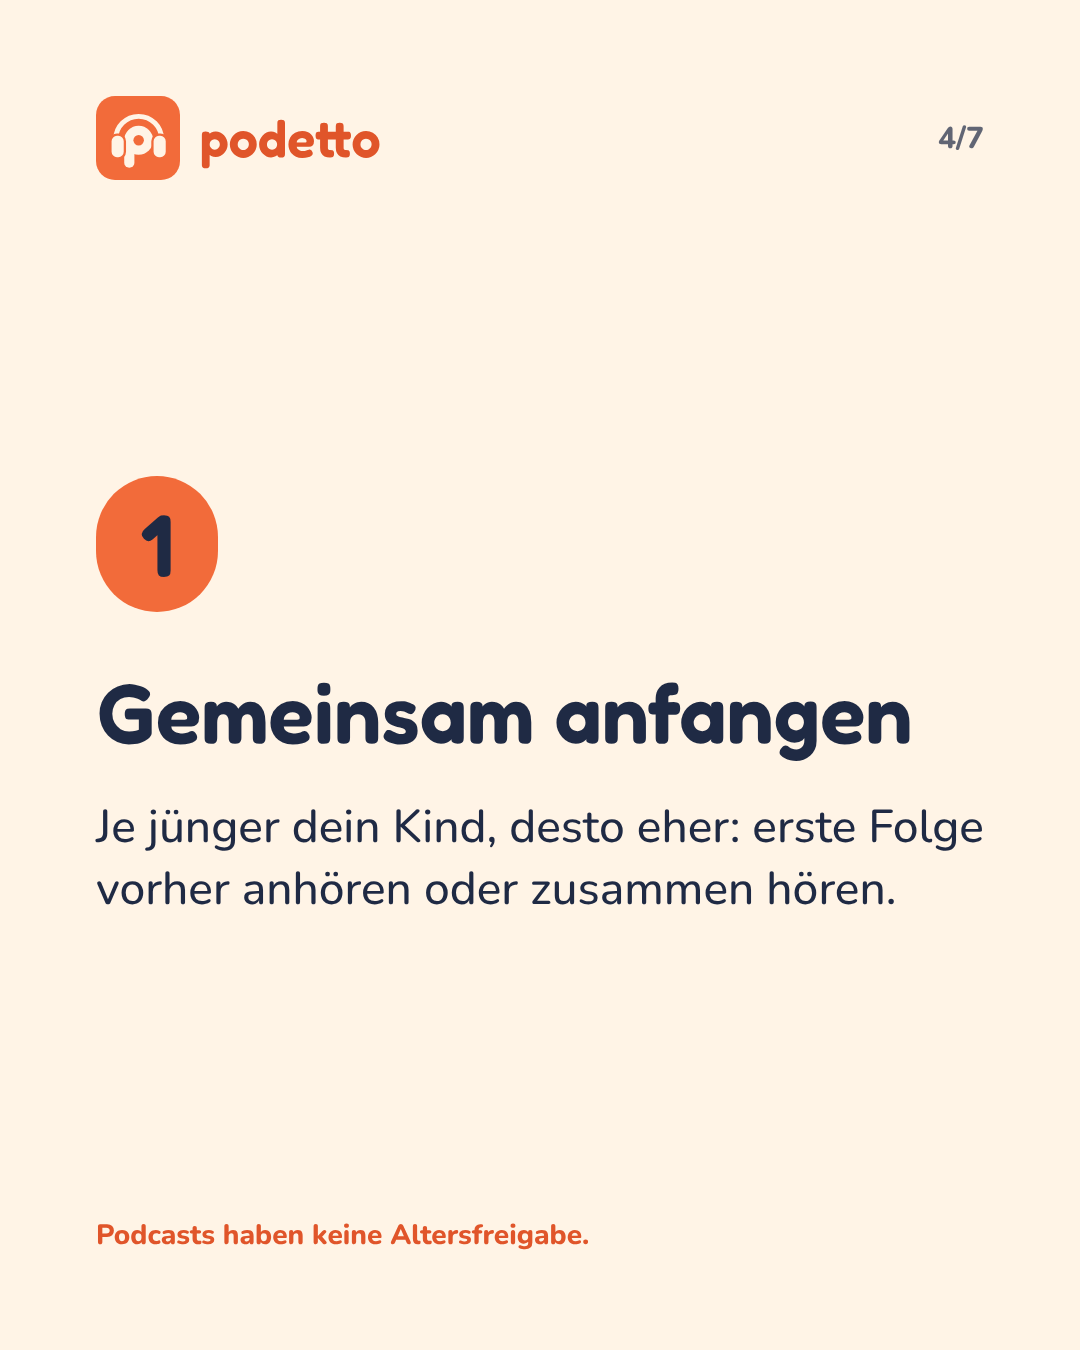 podetto
4/7
1
Gemeinsam anfangen
Je jünger dein Kind, desto eher: erste Folge
vorher anhören oder zusammen hören.
Podcasts haben keine Altersfreigabe.